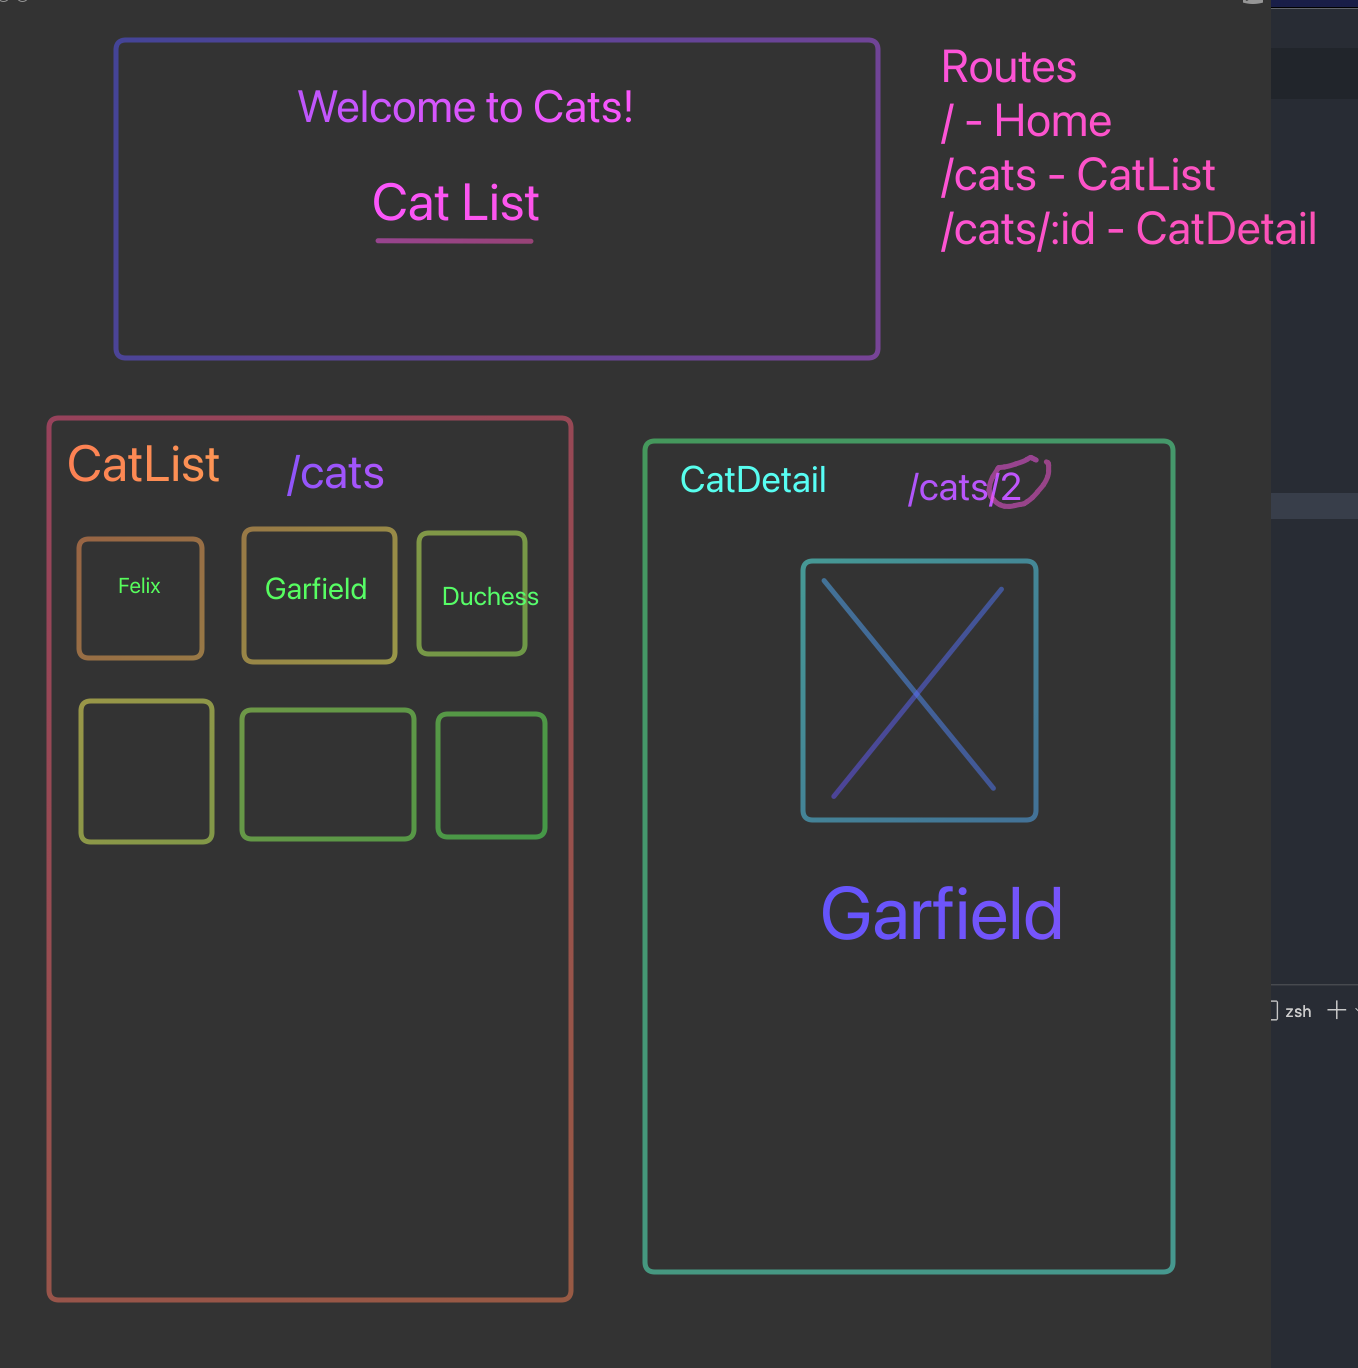 Welcome to Cats!
Cat List
Routes
/ - Home
/cats - CatList
/cats/:id - CatDetail
CatList
/cats
Felix
Garfield
Duchess
CatDetail
/cats/2
Garfield
zsh